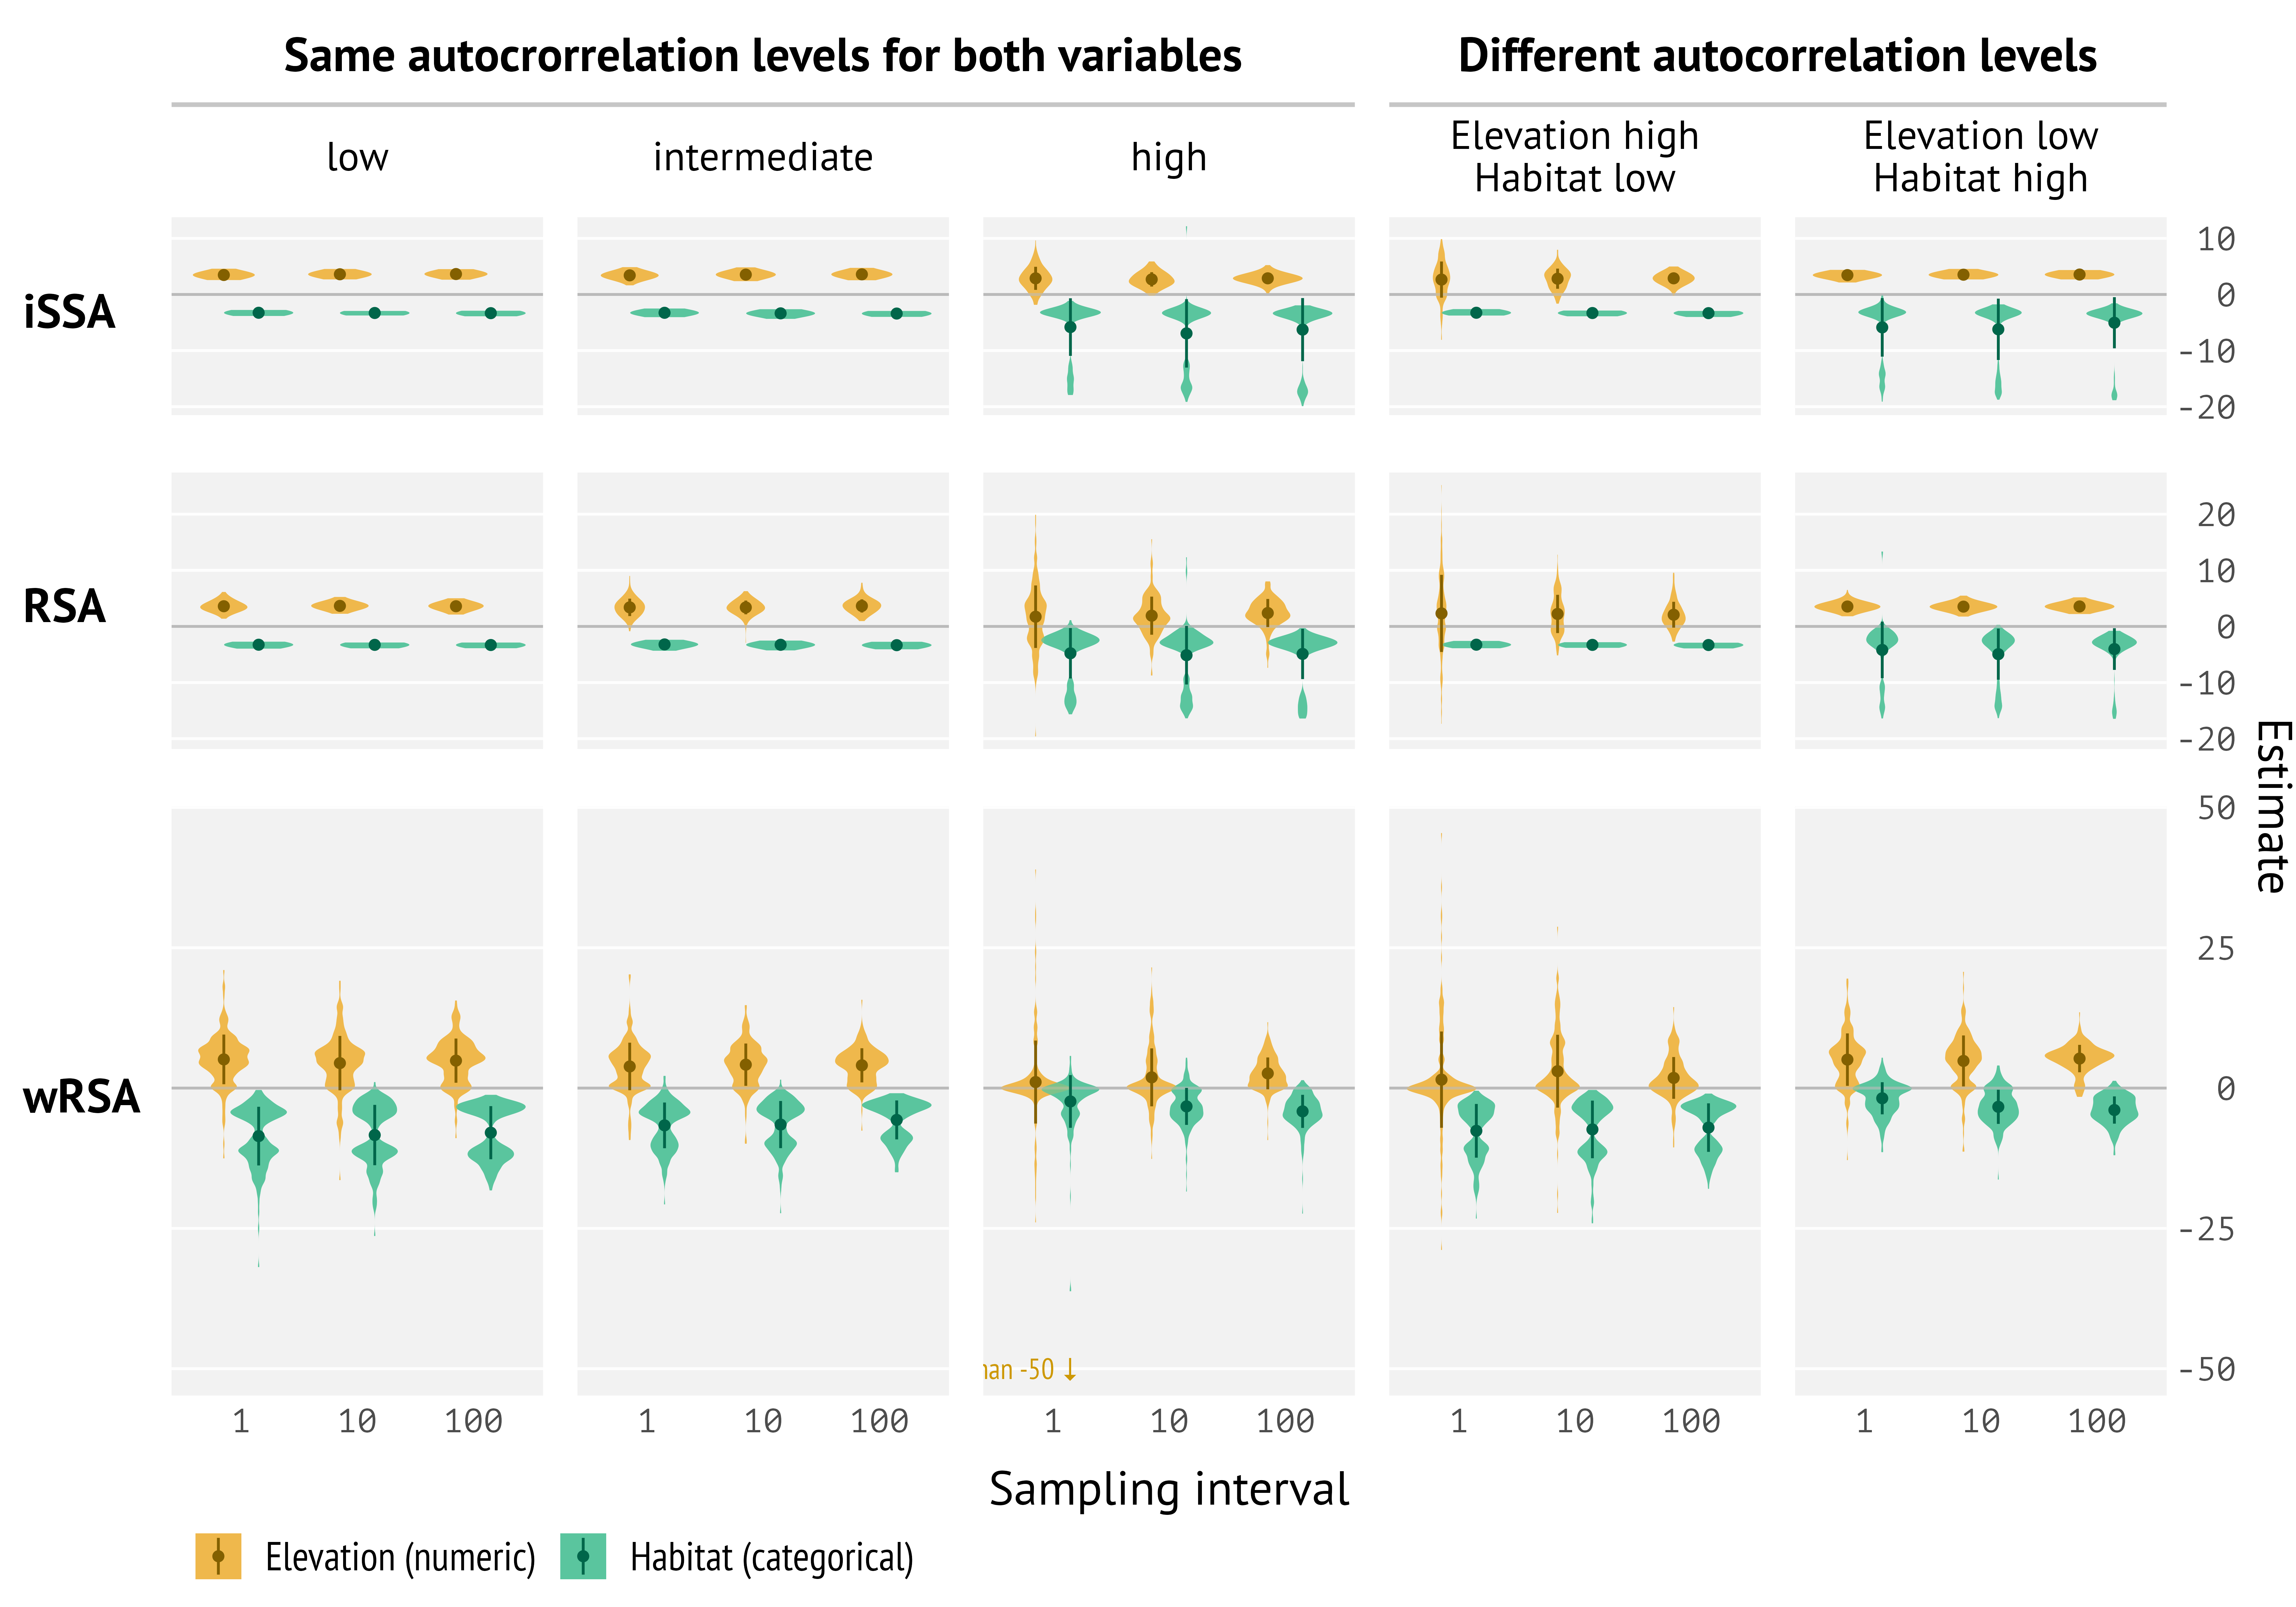 Same autocrorrelation levels for both variables
Different autocorrelation levels
low
intermediate
high
Elevation high
Habitat low
Elevation low
Habitat high
iSSA
10
0
-10
-20
RSA
20
10
0
-10
-20
Estimate
wRSA
50
25
0
-25
-50
an -50 ↓
1 10 100
1 10 100
1 10 100
1 10 100
1 10 100
Sampling interval
Elevation (numeric)
Habitat (categorical)